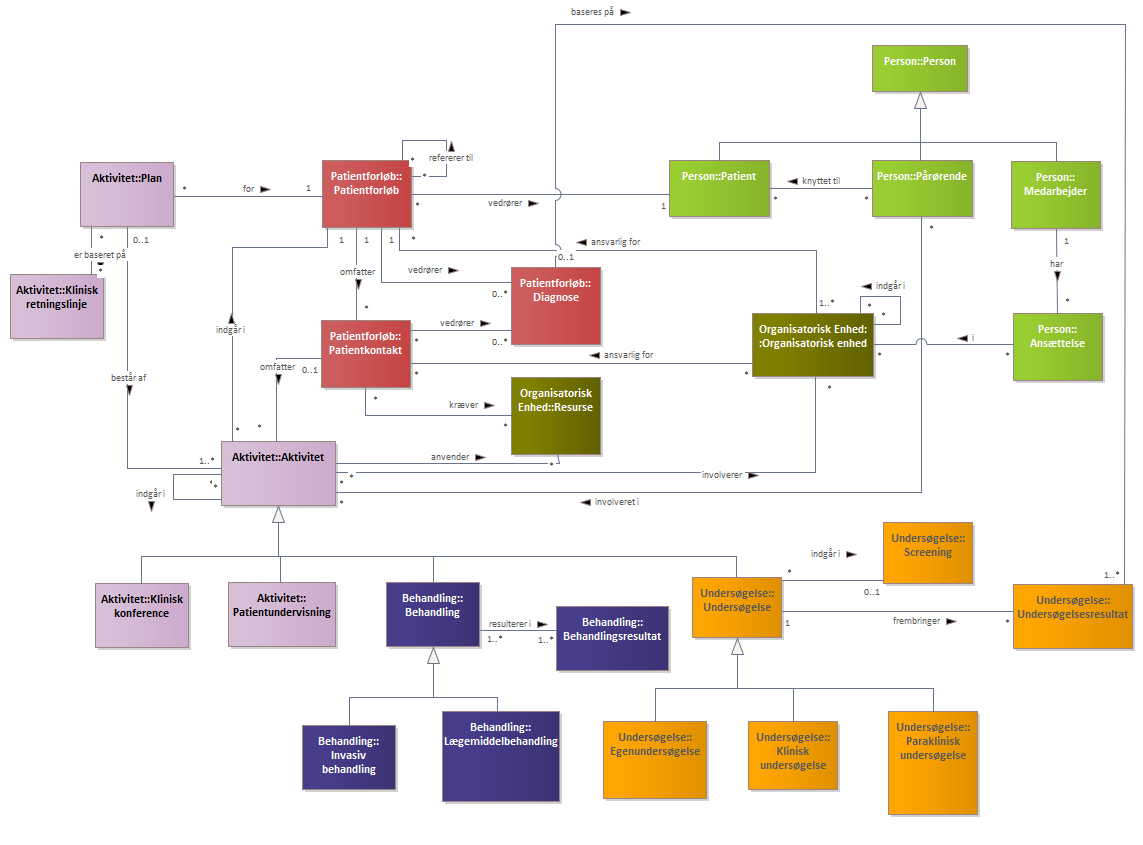 baseres på
Person::Person
refererer til
Aktivitet::Plan
Patientforløb::
Patientforløb
Person::Patient
Person::Pårørende
Person::
Medarbejder
for
1
*
*
*
knyttet til
*
*
vedrører
1
*
*
0..1
er baseret på
*
*
1
1
1
*
ansvarlig for
0..1
1
har
*
Aktivitet::Klinisk
retningslinje
omfatter
*
vedrører
0..*
Patientforløb::
Diagnose
indgår i
*
*
1..*
indgår i
Patientforløb::
Patientkontakt
vedrører
*
0..*
Organisatorisk Enhed:
:Organisatorisk enhed
i
*
*
Person::
Ansættelse
ansvarlig for
*
*
består af
omfatter
0..1
*
kræver
*
Organisatorisk
Enhed::Resurse
*
*
*
Aktivitet::Aktivitet
1..*
anvender
*
involverer
*
*
involveret i
*
indgår i
*
*
Undersøgelse::
Screening
indgår i
*
0..1
Aktivitet::Klinisk
konference
Aktivitet::
Patientundervisning
Behandling::
Behandling
resulterer i
1..*
1..*
Behandling::
Behandlingsresultat
Undersøgelse::
Undersøgelse
1
frembringer
*
1..*
Undersøgelse::
Undersøgelsesresultat
Behandling::
Invasiv
behandling
Behandling::
Lægemiddelbehandling
Undersøgelse::
Egenundersøgelse
Undersøgelse::
Klinisk
undersøgelse
Undersøgelse::
Paraklinisk
undersøgelse